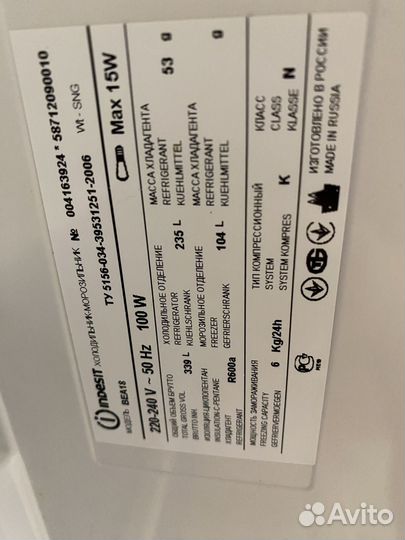 indesit ХОЛОДИЛЬНИК-МОРОЗИЛЬНИК № 004163924 * 58712090010
МОДЕЛЬ BEA18 ТУ 5156-034-39531251-2006 Wt - SNG
220-240 V ~ 50 Hz 100 W Max 15W
ОБЩИЙ ОБЪЕМ БРУТТО
TOTAL GROSS VOL.
BRUTTO INH.
339 L
ХОЛОДИЛЬНОЕ ОТДЕЛЕНИЕ
REFRIGERATOR
KUEHLSCHRANK
235 L
МАССА ХЛАДАГЕНТА
REFRIGERANT
KUEHLMITTEL
53 g
ИЗОЛЯЦИЯ-ЦИКЛОПЕНТАН
INSULATION-C-PENTANE
ХЛАДАГЕНТ
REFRIGERANT
R600a
МОРОЗИЛЬНОЕ ОТДЕЛЕНИЕ
FREEZER
GEFRIERSCHRANK
104 L
МАССА ХЛАДАГЕНТА
REFRIGERANT
KUEHLMITTEL
g
МОЩНОСТЬ ЗАМОРАЖИВАНИЯ
FREEZING CAPACITY
GEFRIERVERMOEGEN
6 Kg/24h
ТИП КОМПРЕССИОННЫЙ
SYSTEM
SYSTEM KOMPRES
K
КЛАСС
CLASS
KLASSE
N
ИЗГОТОВЛЕНО В РОССИИ
MADE IN RUSSIA
Avito